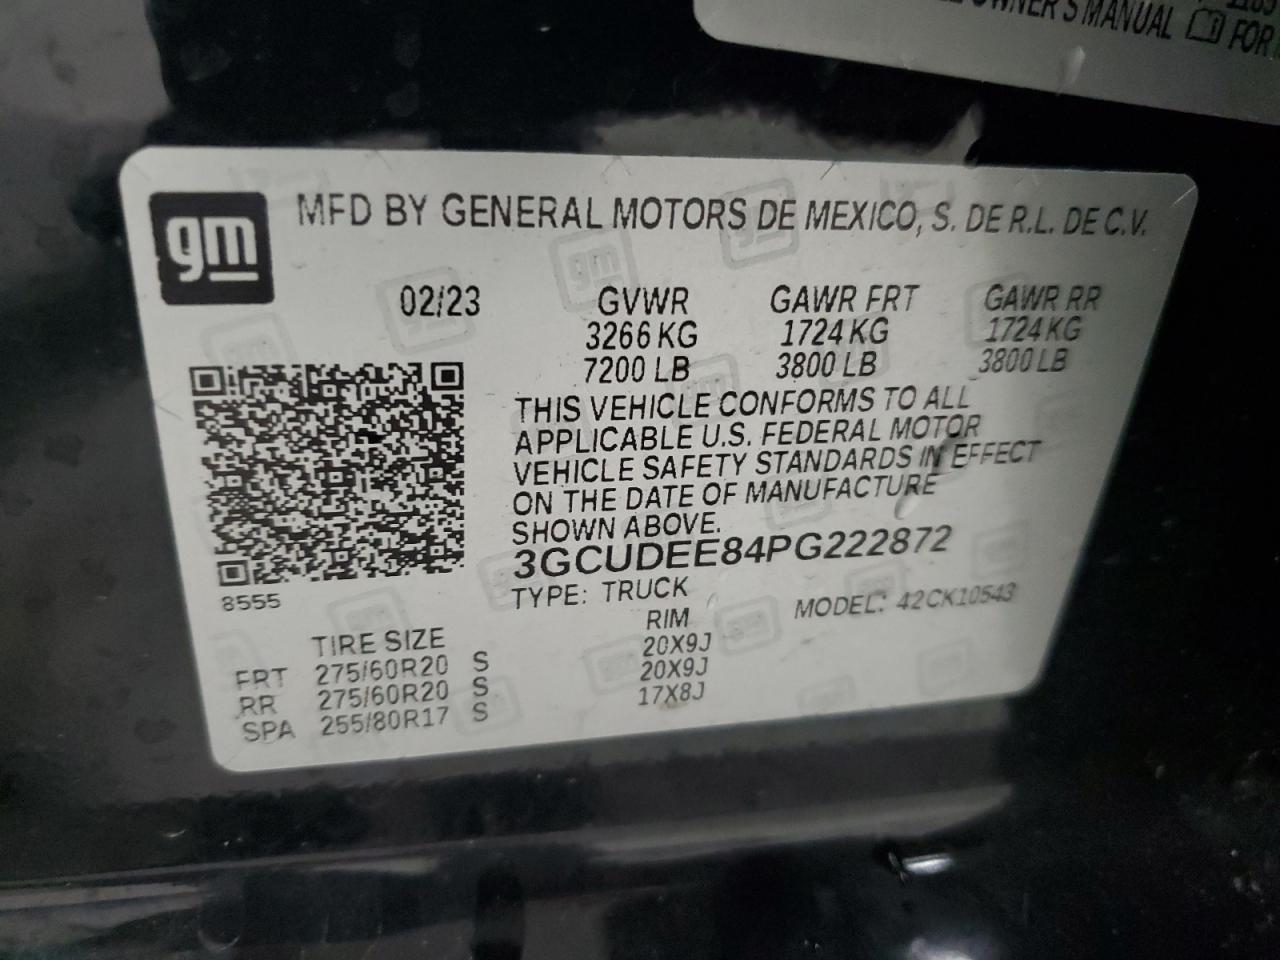 OWNER'S MANUAL FOR
gm
MFD BY GENERAL MOTORS DE MEXICO, S. DE R.L. DE C.V.
02/23 GVWR GAWR FRT GAWR RR
3266 KG 1724 KG 1724 KG
7200 LB 3800 LB 3800 LB
THIS VEHICLE CONFORMS TO ALL
APPLICABLE U.S. FEDERAL MOTOR
VEHICLE SAFETY STANDARDS IN EFFECT
ON THE DATE OF MANUFACTURE
SHOWN ABOVE.
3GCUDEE84PG222872
8555
TYPE: TRUCK MODEL: 42CK10543
TIRE SIZE RIM
FRT 275/60R20 S 20X9J
RR 275/60R20 S 20X9J
SPA 255/80R17 S 17X8J